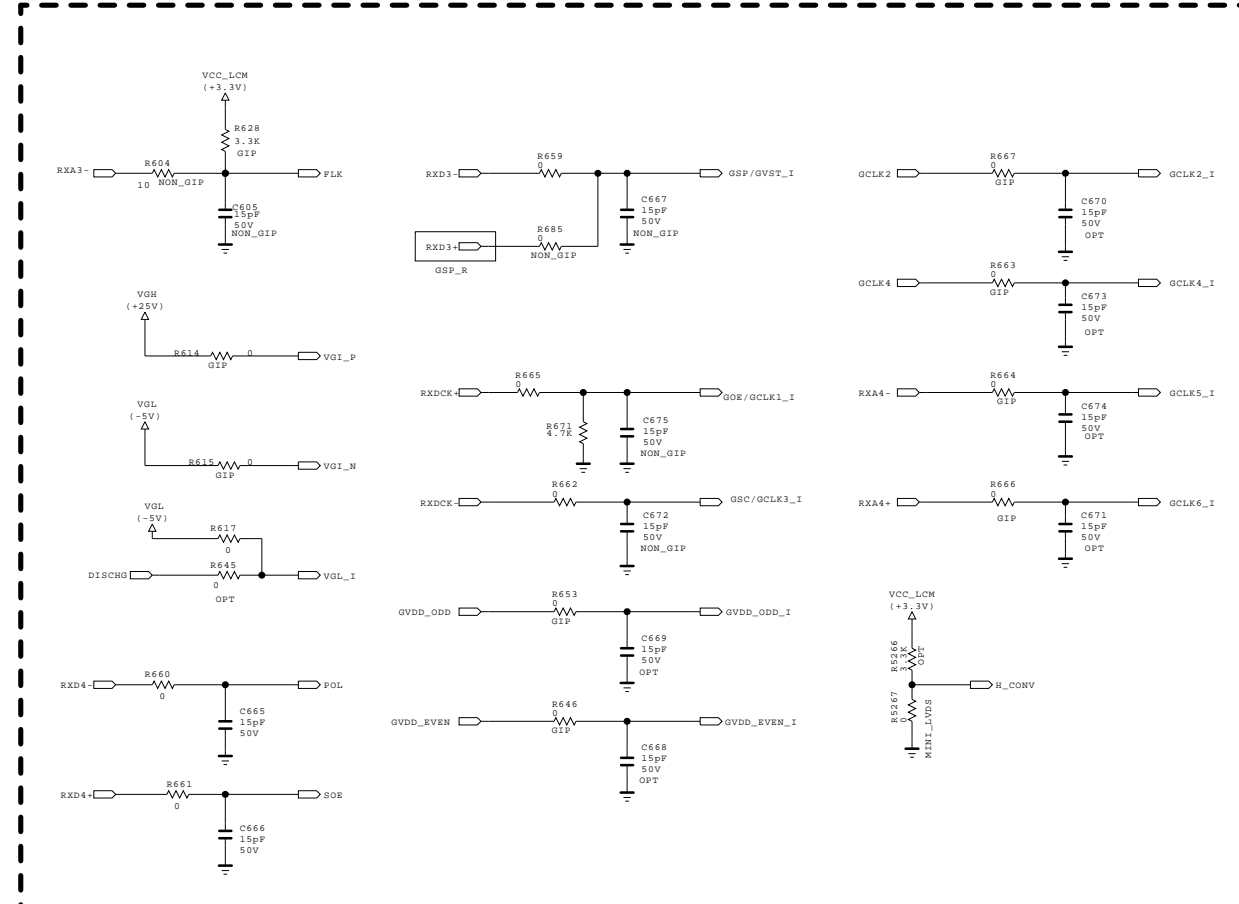 VCC_LCM
(+3.3V)
R628
3.3K
GIP
RXA3-
R604
10 NON_GIP
FLK
C605
15pF
50V
NON_GIP
VGH
(+25V)
R614 0
GIP
VGI_P
VGL
(-5V)
R615 0
GIP
VGI_N
VGL
(-5V)
R617
0
DISCHG
R645
0
OPT
VGL_I
RXD4-
R660
0
POL
C665
15pF
50V
RXD4+
R661
0
SOE
C666
15pF
50V
RXD3-
R659
0
GSP/GVST_I
C667
15pF
50V
NON_GIP
RXD3+
R685
0
NON_GIP
GSP_R
RXDCK+
R665
0
GOE/GCLK1_I
R671
4.7K
C675
15pF
50V
NON_GIP
RXDCK-
R662
0
GSC/GCLK3_I
C672
15pF
50V
NON_GIP
GVDD_ODD
R653
0
GIP
GVDD_ODD_I
C669
15pF
50V
OPT
GVDD_EVEN
R646
0
GIP
GVDD_EVEN_I
C668
15pF
50V
OPT
GCLK2
R667
0
GIP
GCLK2_I
C670
15pF
50V
OPT
GCLK4
R663
0
GIP
GCLK4_I
C673
15pF
50V
OPT
RXA4-
R664
0
GIP
GCLK5_I
C674
15pF
50V
OPT
RXA4+
R666
0
GIP
GCLK6_I
C671
15pF
50V
OPT
VCC_LCM
(+3.3V)
R5266
3.3K
OPT
H_CONV
R5267
0
MINI_LVDS